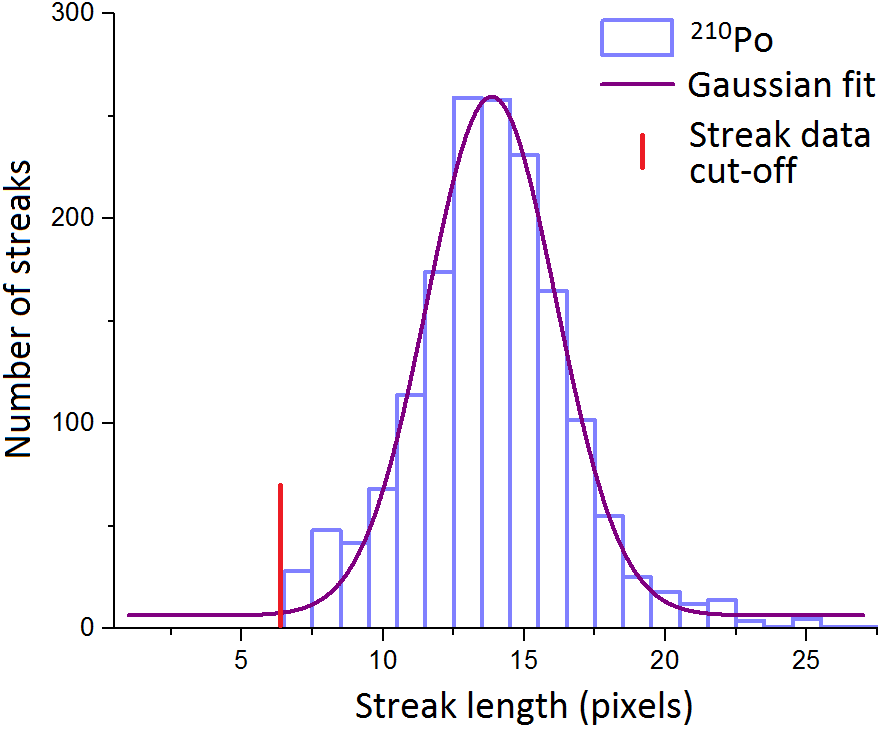 300
200
100
0
Number of streaks
²¹⁰Po
Gaussian fit
Streak data
cut-off
5 10 15 20 25
Streak length (pixels)